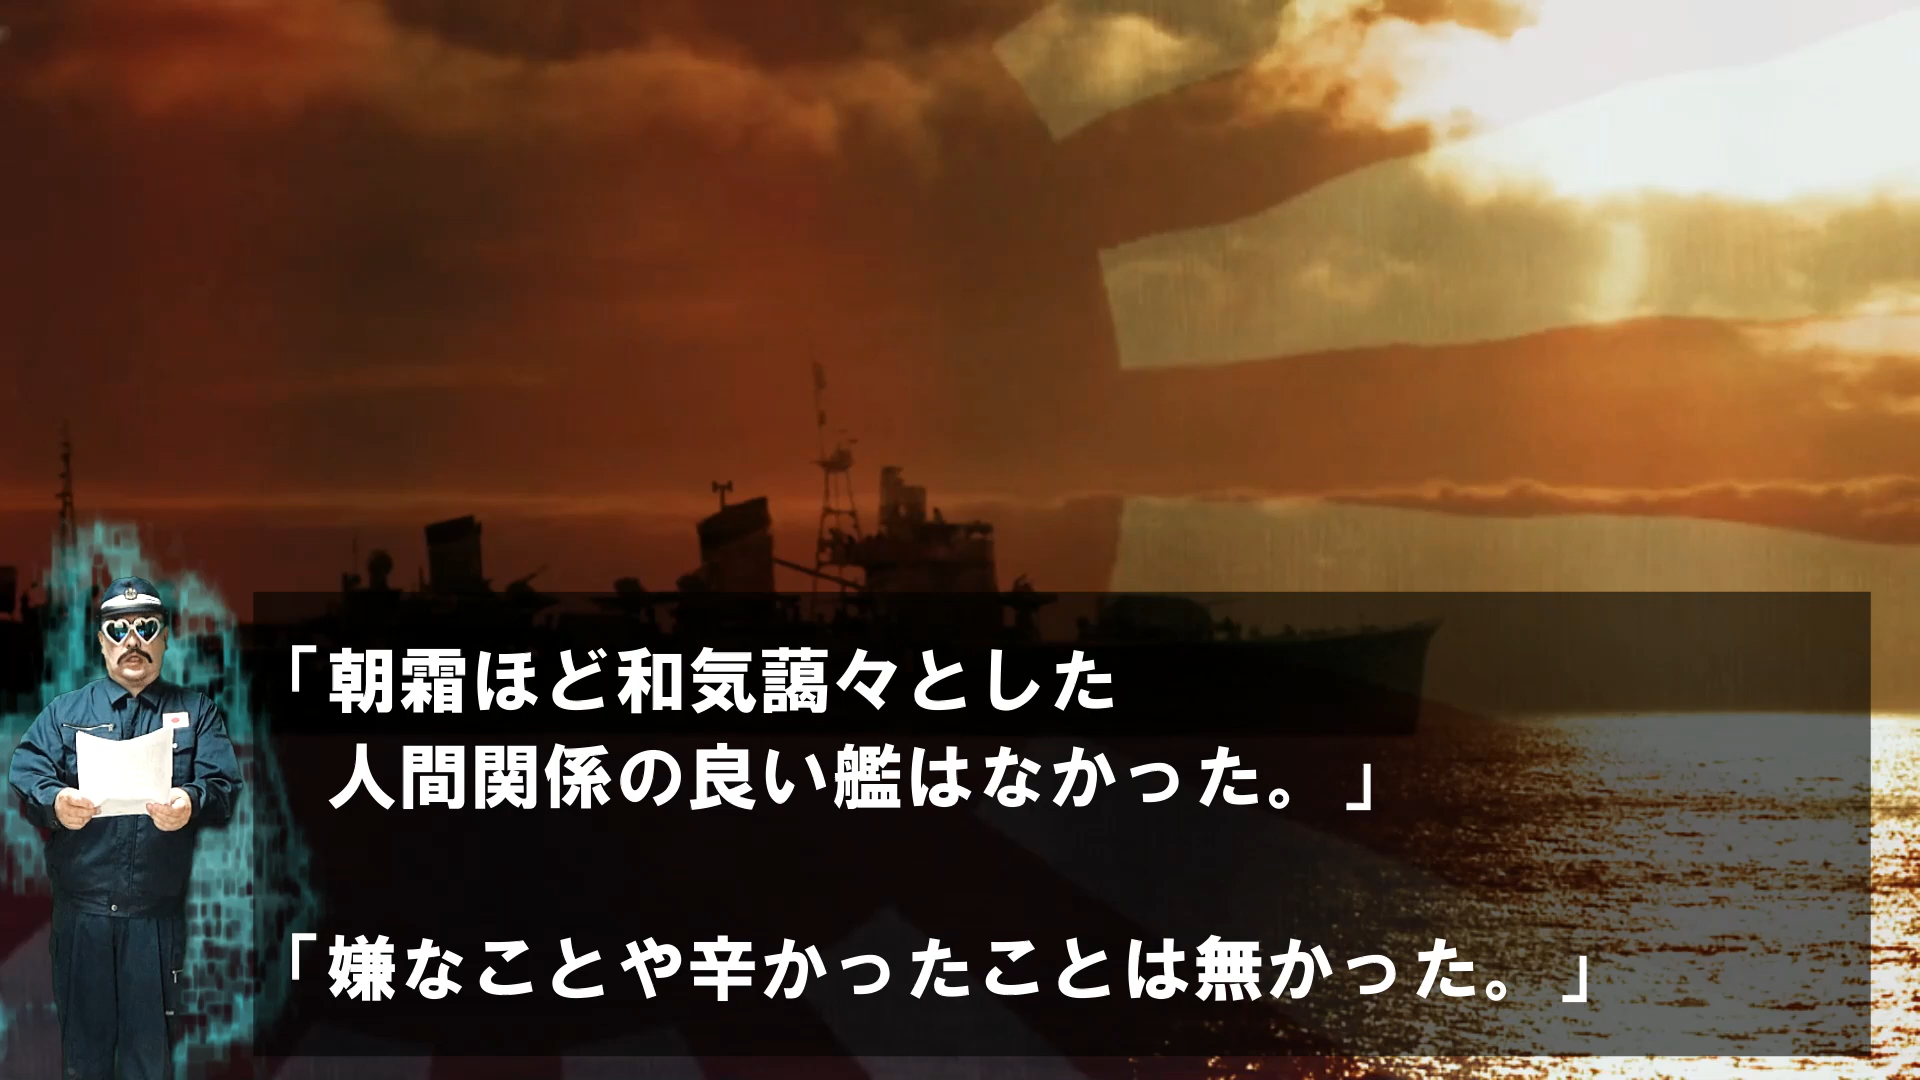 「朝霜ほど和気藹々とした
人間関係の良い艦はなかった。」
「嫌なことや辛かったことは無かった。」